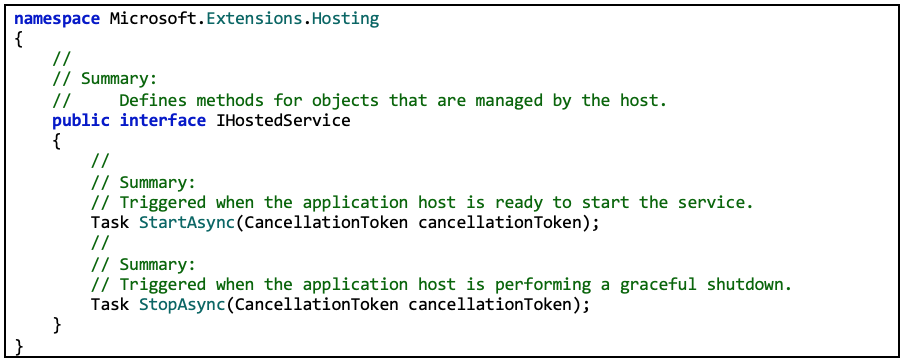 namespace Microsoft.Extensions.Hosting
{
    //
    // Summary:
    //     Defines methods for objects that are managed by the host.
    public interface IHostedService
    {
        //
        // Summary:
        // Triggered when the application host is ready to start the service.
        Task StartAsync(CancellationToken cancellationToken);
        //
        // Summary:
        // Triggered when the application host is performing a graceful shutdown.
        Task StopAsync(CancellationToken cancellationToken);
    }
}